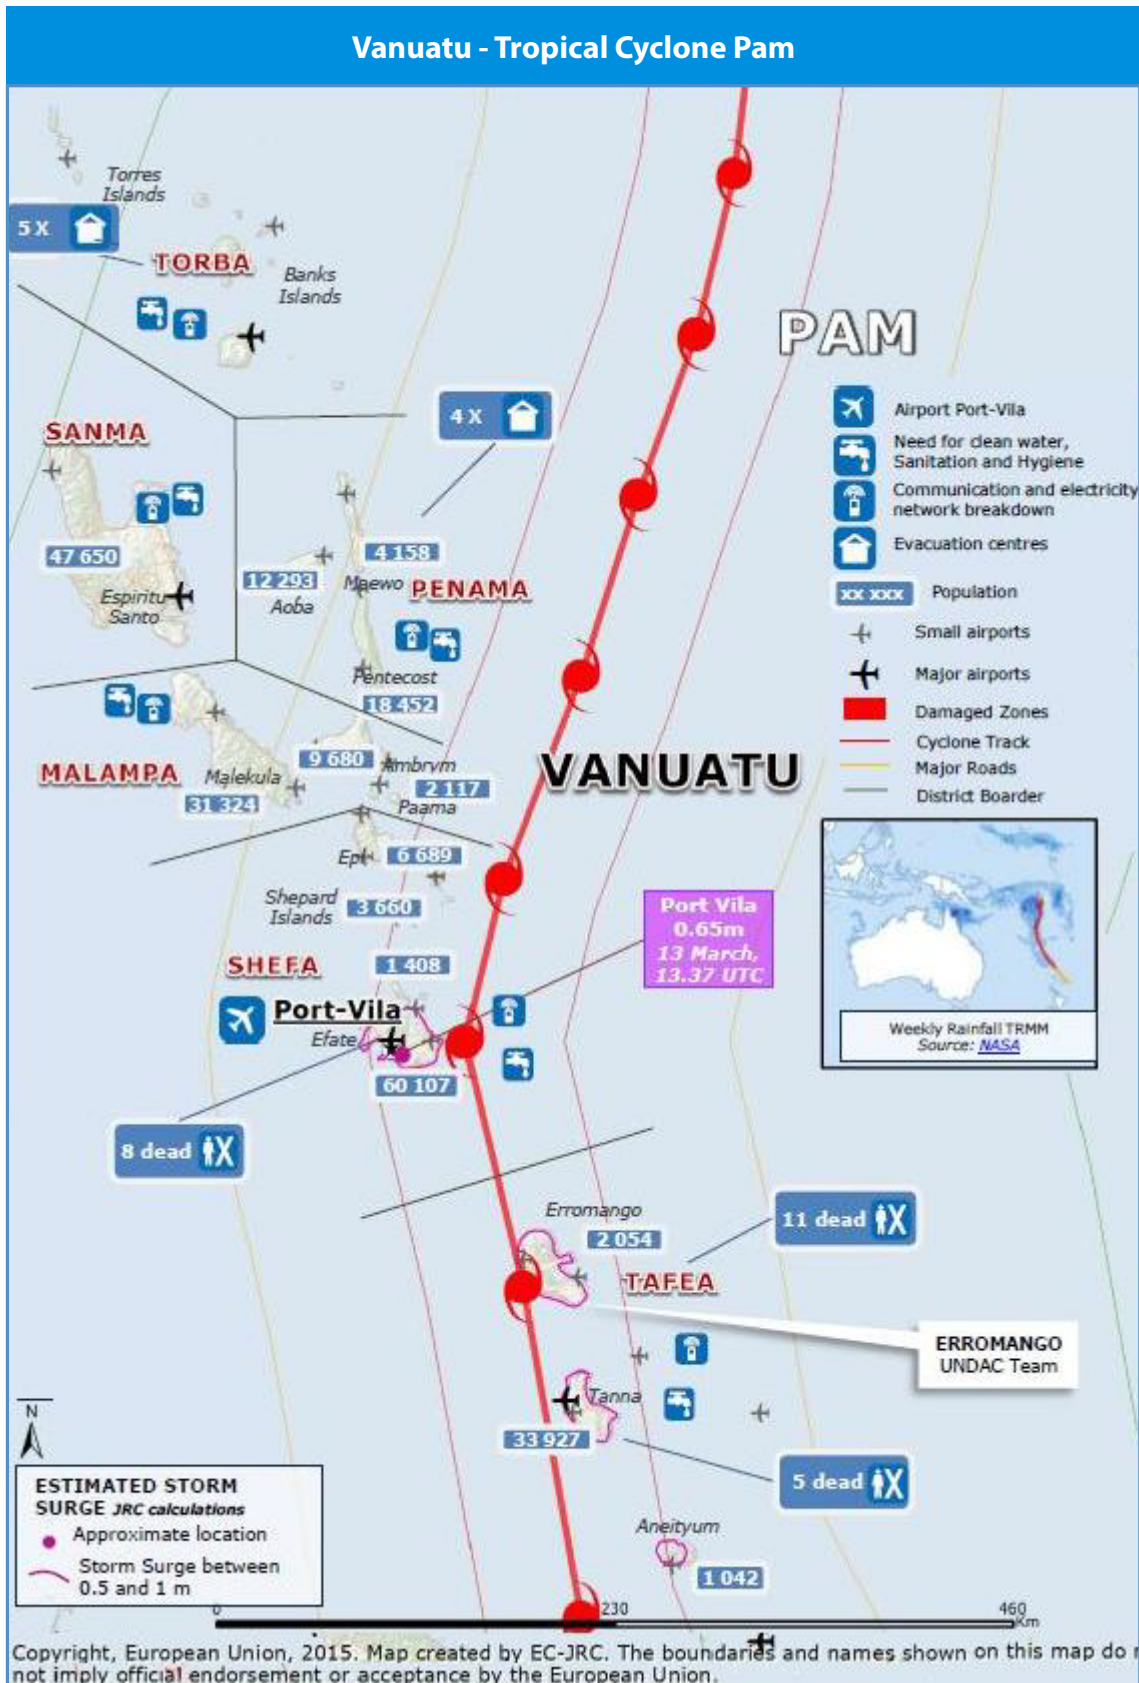 Vanuatu - Tropical Cyclone Pam
Torres
Islands
5 X
TORBA
Banks
Islands
PAM
4 X
SANMA
47 650
Espiritu
Santo
4 158
12 293
Maewo
Aoba
PENAMA
Pentecost
18 452
9 680
Ambrym
MALAMPA
Malekula
2 117
31 324
Paama
VANUATU
Epi
6 689
Shepard
Islands
3 660
SHEFA
1 408
Port-Vila
Efate
60 107
Port Vila
0.65m
13 March,
13.37 UTC
8 dead
Airport Port-Vila
Need for clean water,
Sanitation and Hygiene
Communication and electricity
network breakdown
Evacuation centres
xx xxx Population
Small airports
Major airports
Damaged Zones
Cyclone Track
Major Roads
District Boarder
Weekly Rainfall TRMM
Source: NASA
Erromango
2 054
11 dead
TAFEA
ERROMANGO
UNDAC Team
Tanna
33 927
5 dead
Aneityum
1 042
N
ESTIMATED STORM
SURGE JRC calculations
Approximate location
Storm Surge between
0.5 and 1 m
0 230 460
Km
Copyright, European Union, 2015. Map created by EC-JRC. The boundaries and names shown on this map do
not imply official endorsement or acceptance by the European Union.